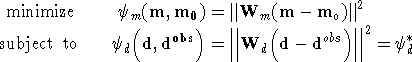 minimize ψ_m(m, m_0) = ||W_m(m − m_o)||²
subject to ψ_d(d, d^obs) = ||W_d(d − d^obs)||² = ψ_d^*